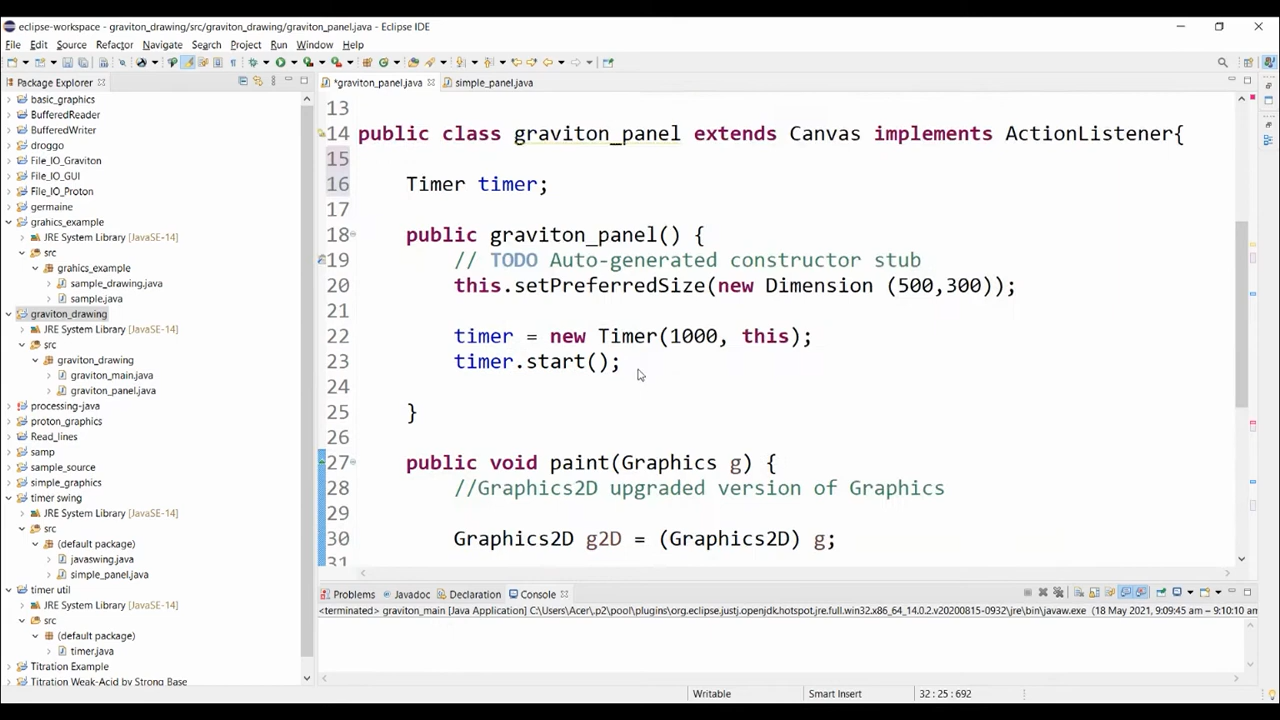 eclipse-workspace - graviton_drawing/src/graviton_drawing/graviton_panel.java - Eclipse IDE
File Edit Source Refactor Navigate Search Project Run Window Help
Package Explorer
*graviton_panel.java
simple_panel.java
basic_graphics
BufferedReader
BufferedWriter
droggo
File_IO_Graviton
File_IO_GUI
File_IO_Proton
germaine
grahics_example
JRE System Library [JavaSE-14]
src
grahics_example
sample_drawing.java
sample.java
graviton_drawing
JRE System Library [JavaSE-14]
src
graviton_drawing
graviton_main.java
graviton_panel.java
processing-java
proton_graphics
Read_lines
samp
sample_source
simple_graphics
timer swing
JRE System Library [JavaSE-14]
src
(default package)
javaswing.java
simple_panel.java
timer util
JRE System Library [JavaSE-14]
src
(default package)
timer.java
Titration Example
Titration Weak-Acid by Strong Base
13
14 public class graviton_panel extends Canvas implements ActionListener{
15
16 Timer timer;
17
18 public graviton_panel() {
19 // TODO Auto-generated constructor stub
20 this.setPreferredSize(new Dimension (500,300));
21
22 timer = new Timer(1000, this);
23 timer.start();
24
25 }
26
27 public void paint(Graphics g) {
28 //Graphics2D upgraded version of Graphics
29
30 Graphics2D g2D = (Graphics2D) g;
31
Problems Javadoc Declaration Console
<terminated> graviton_main [Java Application] C:\Users\Acer\.p2\pool\plugins\org.eclipse.justj.openjdk.hotspot.jre.full.win32.x86_64_14.0.2.v20200815-0932\jre\bin\javaw.exe (18 May 2021, 9:09:45 am – 9:10:10 am
Writable Smart Insert 32 : 25 : 692